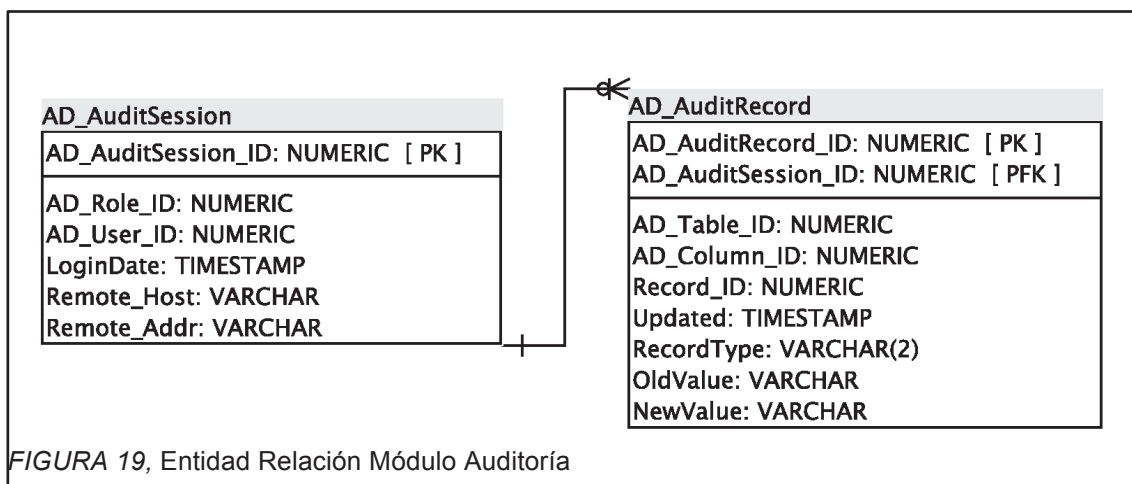 AD_AuditSession
AD_AuditSession_ID: NUMERIC [ PK ]
AD_Role_ID: NUMERIC
AD_User_ID: NUMERIC
LoginDate: TIMESTAMP
Remote_Host: VARCHAR
Remote_Addr: VARCHAR
AD_AuditRecord
AD_AuditRecord_ID: NUMERIC [ PK ]
AD_AuditSession_ID: NUMERIC [ PFK ]
AD_Table_ID: NUMERIC
AD_Column_ID: NUMERIC
Record_ID: NUMERIC
Updated: TIMESTAMP
RecordType: VARCHAR(2)
OldValue: VARCHAR
NewValue: VARCHAR
FIGURA 19, Entidad Relación Módulo Auditoría